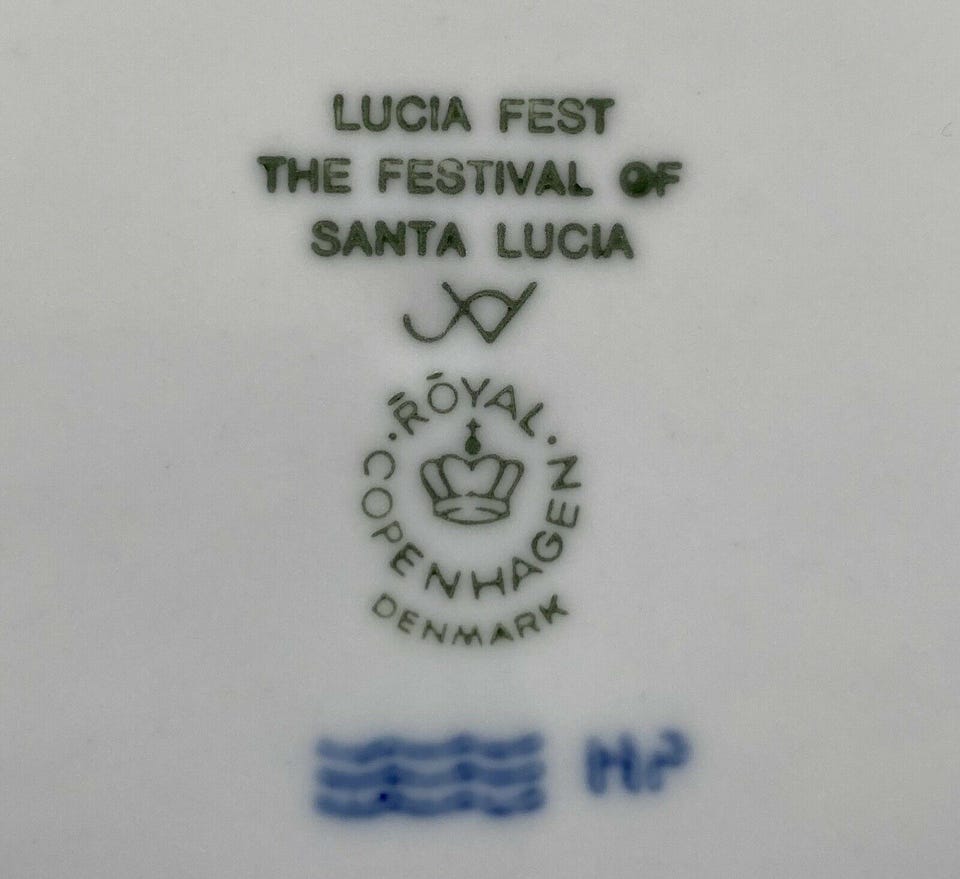 LUCIA FEST
THE FESTIVAL OF
SANTA LUCIA
ROYAL
COPENHAGEN
DENMARK